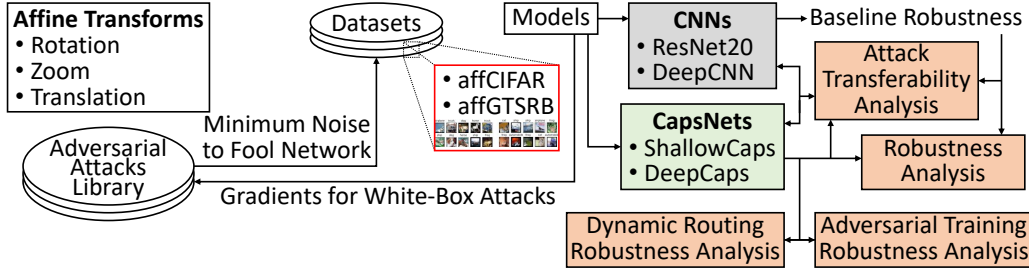 Affine Transforms
• Rotation
• Zoom
• Translation
Datasets
• affCIFAR
• affGTSRB
Minimum Noise
to Fool Network
Adversarial
Attacks
Library
Gradients for White-Box Attacks
Models
CNNs
• ResNet20
• DeepCNN
Baseline Robustness
Attack
Transferability
Analysis
CapsNets
• ShallowCaps
• DeepCaps
Robustness
Analysis
Dynamic Routing
Robustness Analysis
Adversarial Training
Robustness Analysis